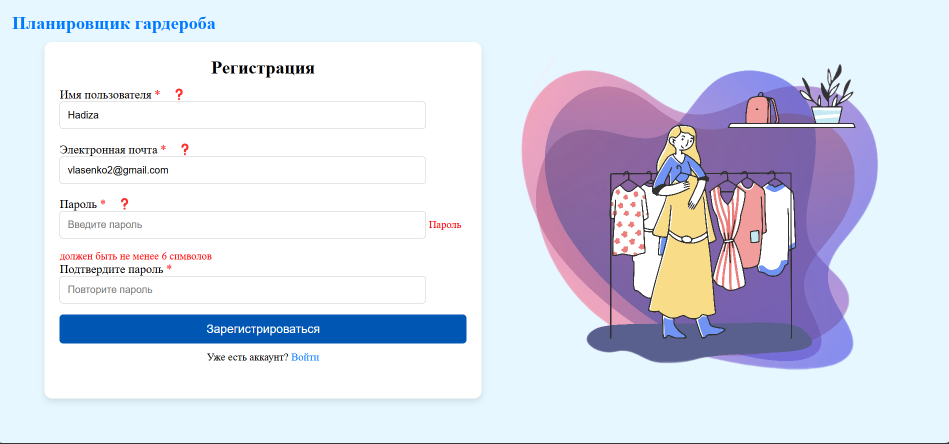 Планировщик гардероба
Регистрация
Имя пользователя * ❓
Hadiza
Электронная почта * ❓
vlasenko2@gmail.com
Пароль * ❓
Введите пароль Пароль
должен быть не менее 6 символов
Подтвердите пароль *
Повторите пароль
Зарегистрироваться
Уже есть аккаунт? Войти